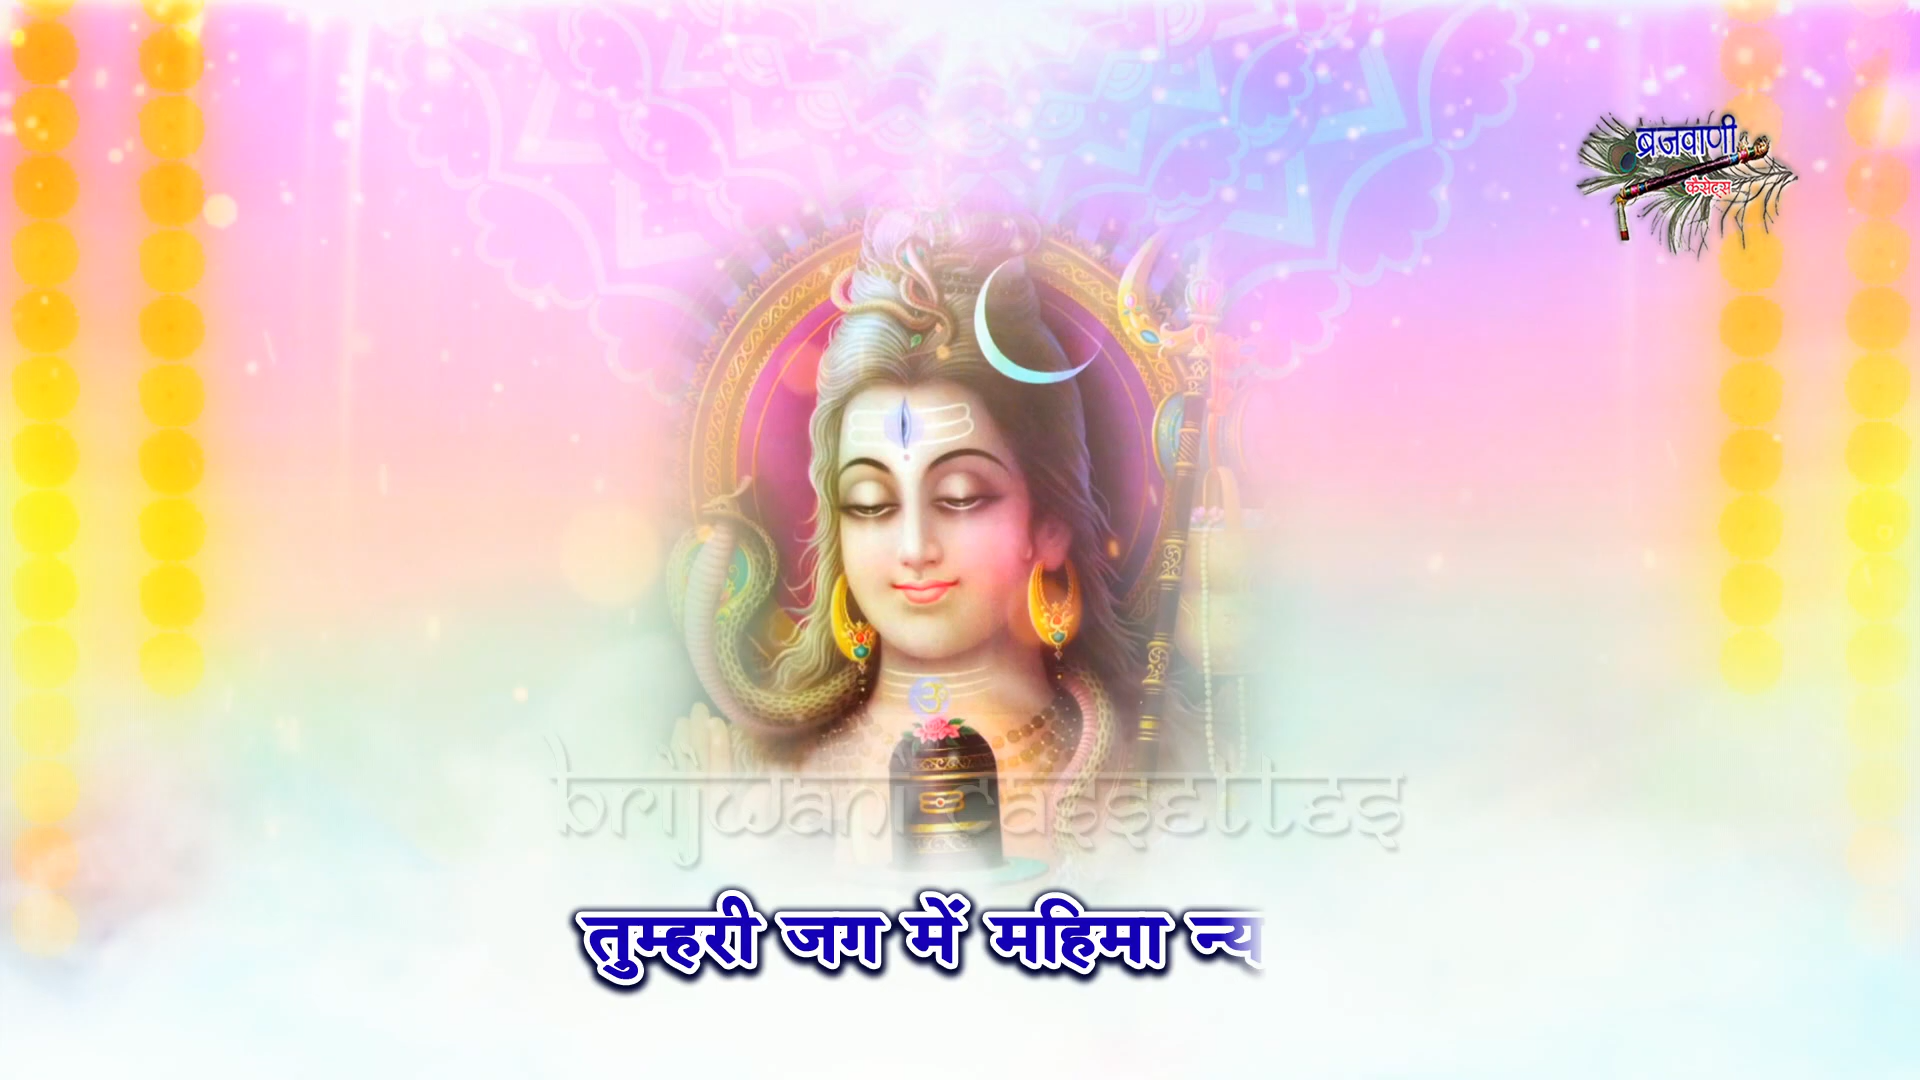 ब्रजवाणी
कैसेट्स
Brijwani Cassettes
तुम्हरी जग में महिमा